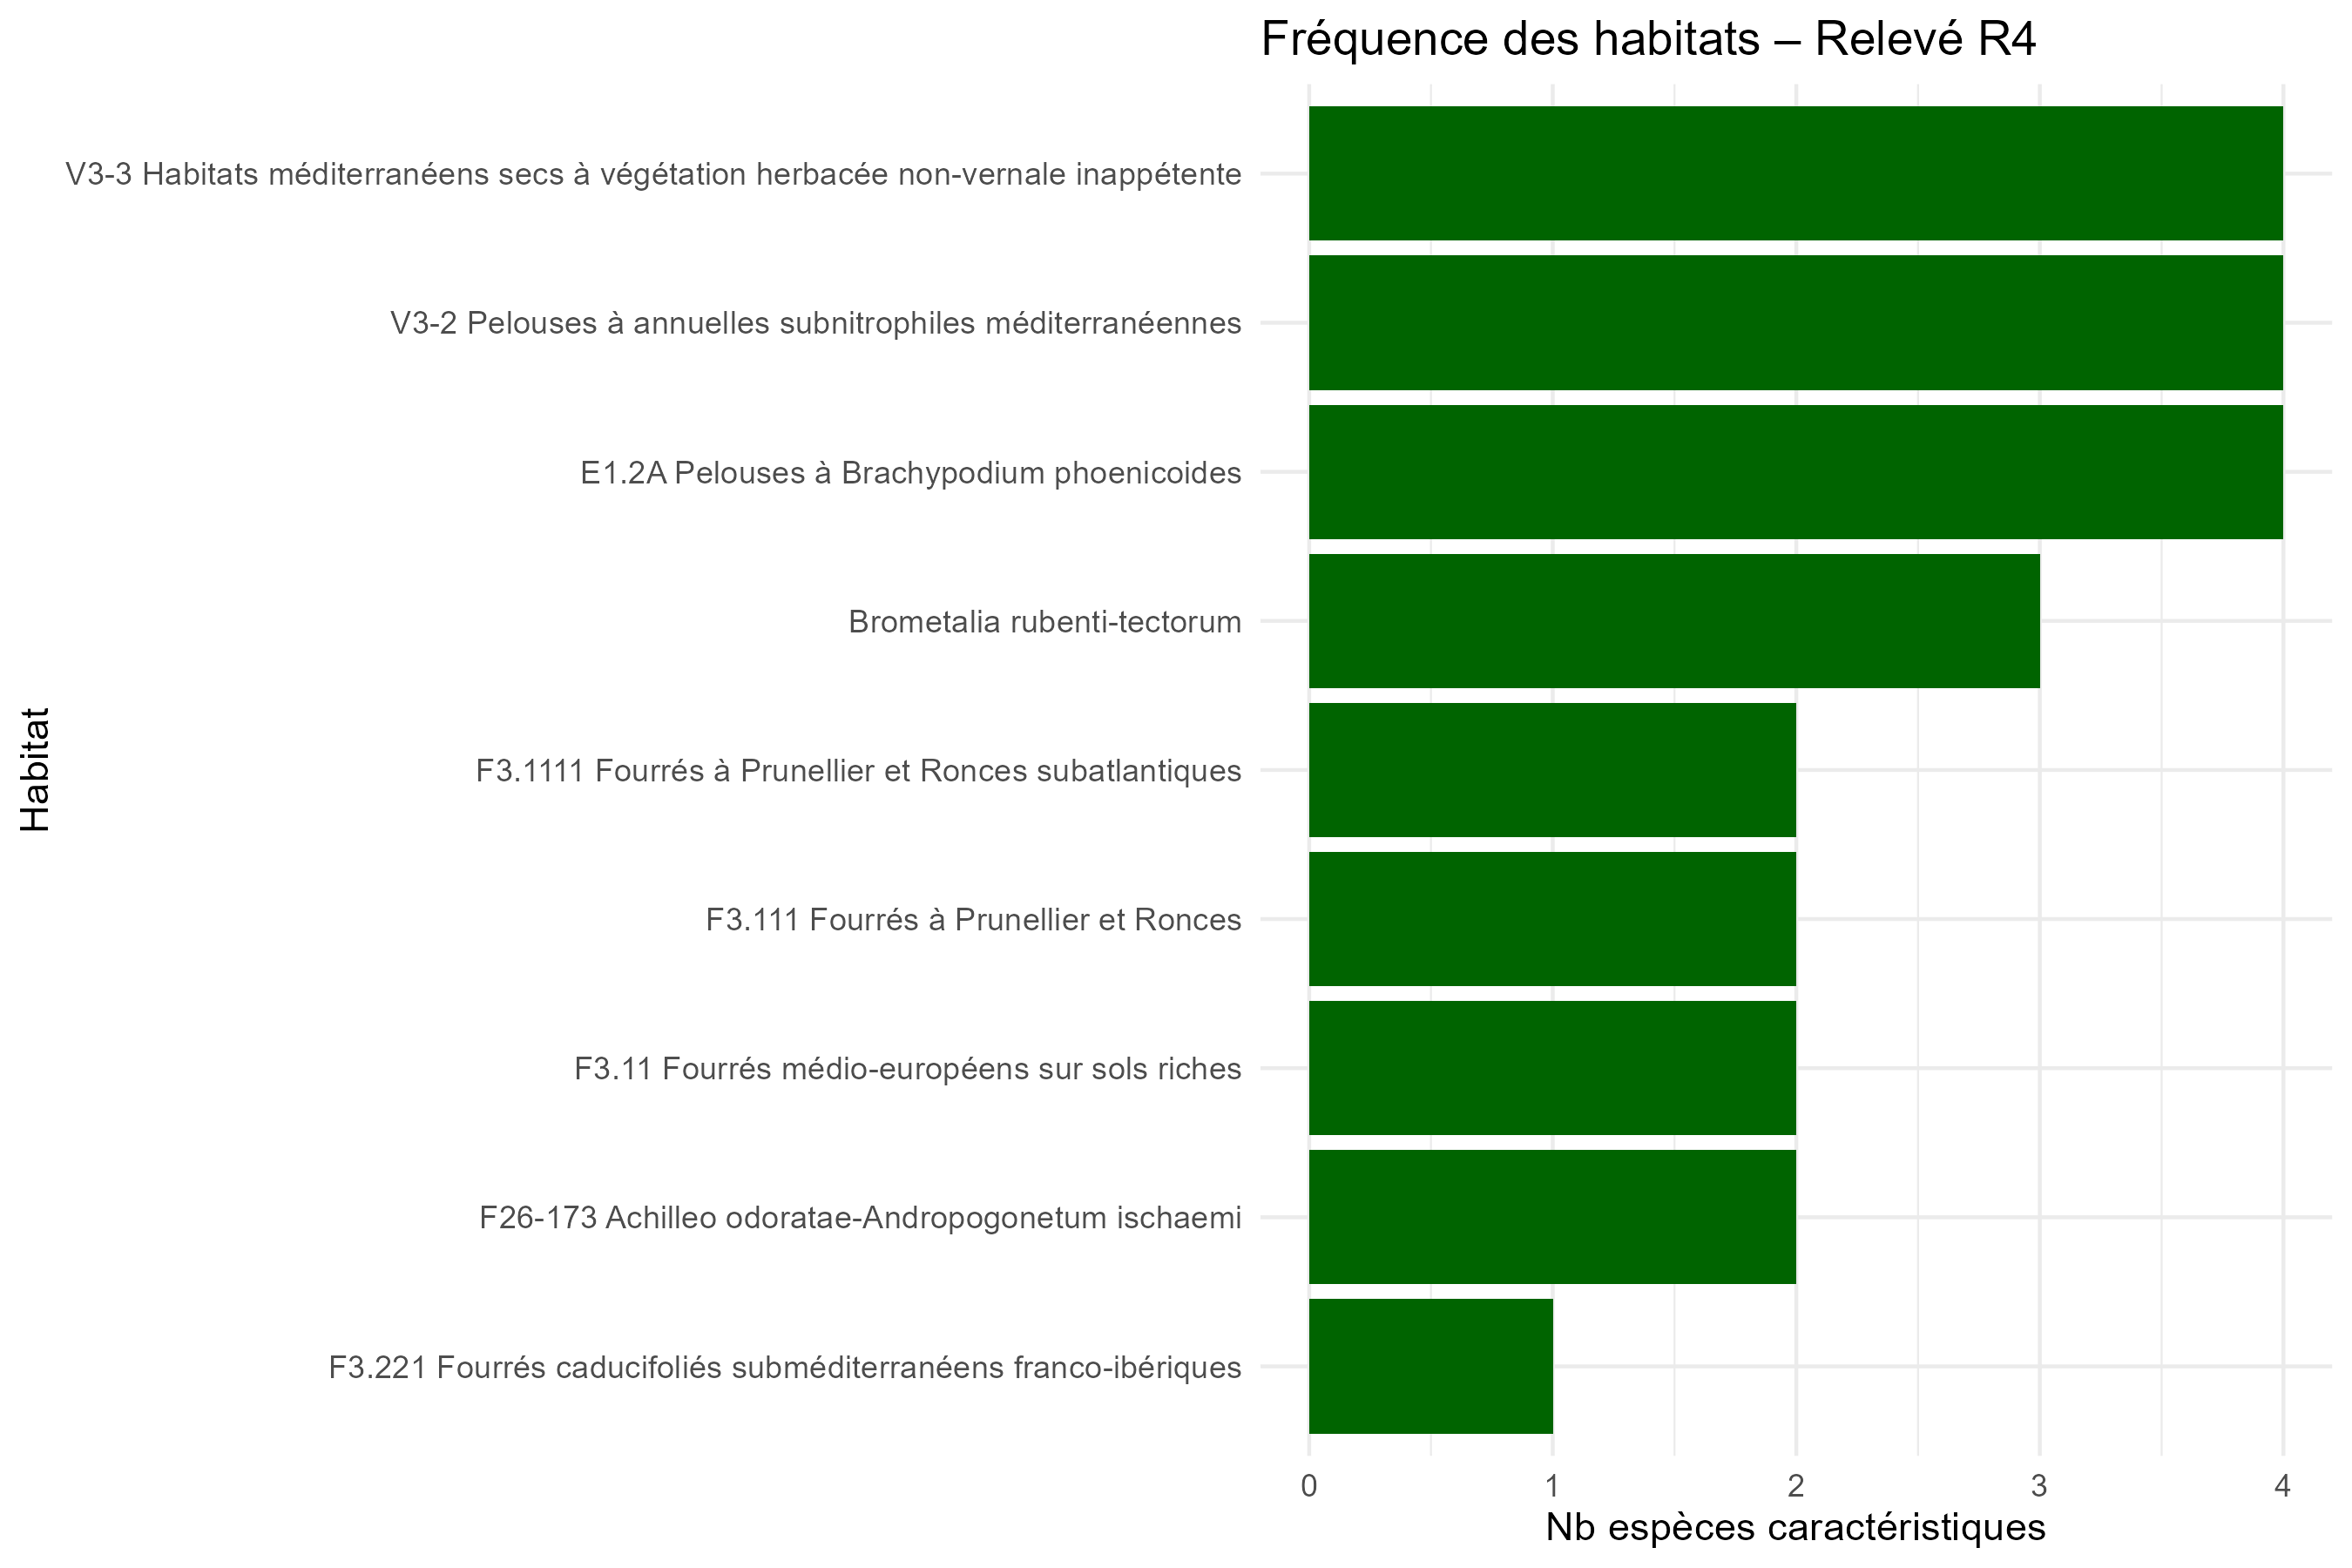 Fréquence des habitats – Relevé R4
V3-3 Habitats méditerranéens secs à végétation herbacée non-vernale inappétente
V3-2 Pelouses à annuelles subnitrophiles méditerranéennes
E1.2A Pelouses à Brachypodium phoenicoides
Brometalia rubenti-tectorum
F3.1111 Fourrés à Prunellier et Ronces subatlantiques
F3.111 Fourrés à Prunellier et Ronces
F3.11 Fourrés médio-européens sur sols riches
F26-173 Achilleo odoratae-Andropogonetum ischaemi
F3.221 Fourrés caducifoliés subméditerranéens franco-ibériques
Habitat
0 1 2 3 4
Nb espèces caractéristiques